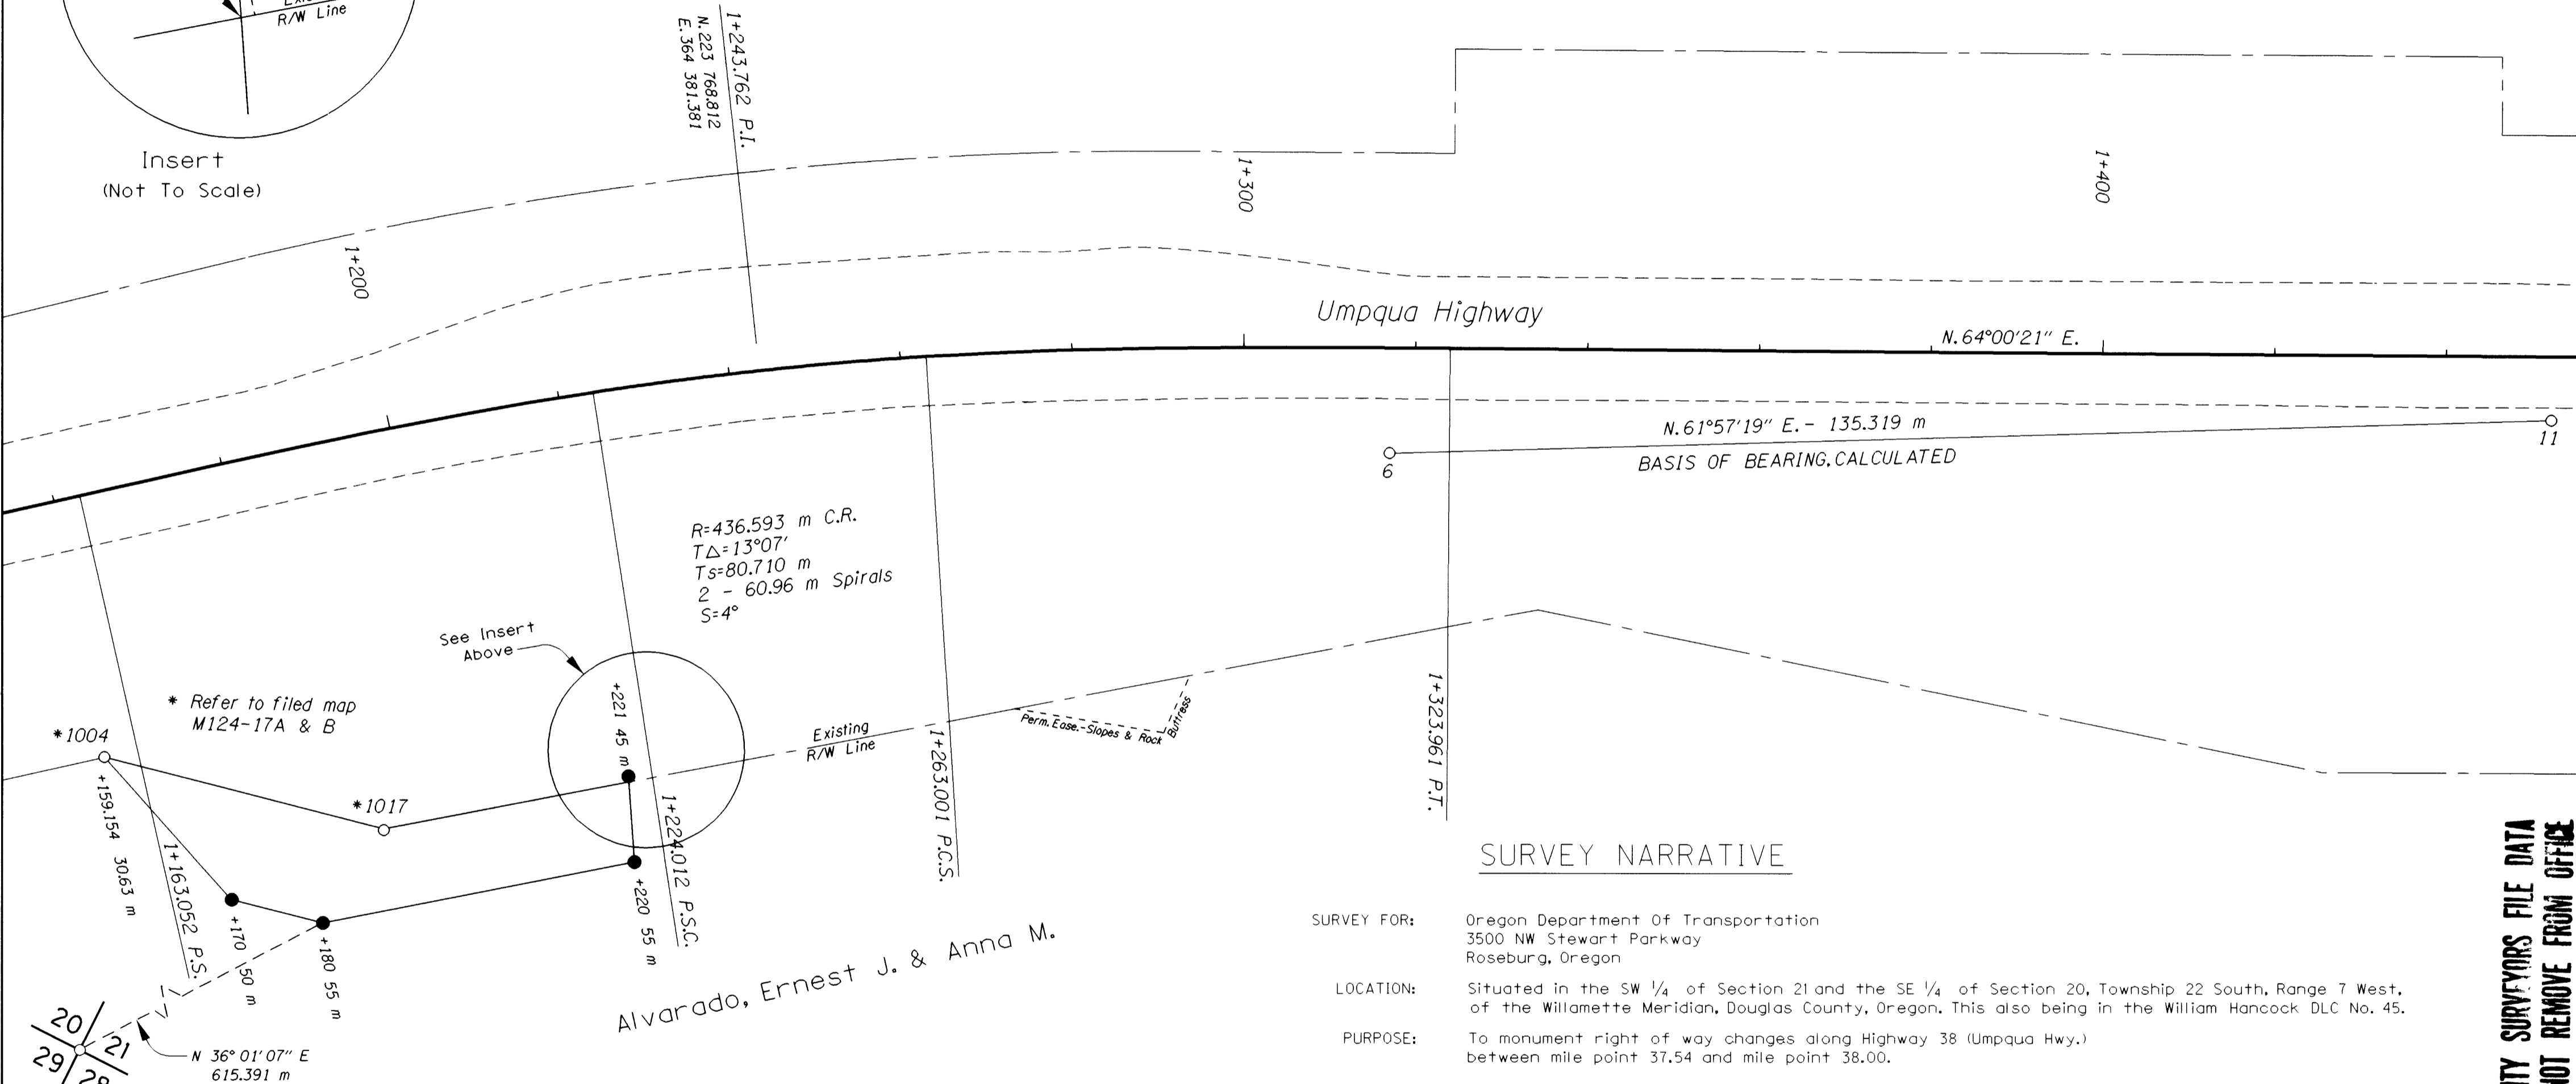 R/W Line
Insert
(Not To Scale)
1+243.762 P.I.
N. 223 768.812
E. 364 381.381
1+200
1+300
1+400
Umpqua Highway
N. 64°00'21" E.
N. 61°57'19" E. - 135.319 m
BASIS OF BEARING, CALCULATED
6
11
R=436.593 m C.R.
T△=13°07'
Ts=80.710 m
2 - 60.96 m Spirals
S=4°
See Insert
Above
* Refer to filed map
M124-17A & B
*1004
*1017
+221 45 m
Existing
R/W Line
Perm. Ease.-Slopes & Rock
Buttress
1+263.001 P.C.S.
1+323.961 P.T.
+159.154 30.63 m
1+163.052 P.S.
1+224.012 P.S.C.
+170 50 m
+180 55 m
+220 55 m
Alvarado, Ernest J. & Anna M.
20
21
29
28
N 36° 01' 07" E
615.391 m
SURVEY NARRATIVE
SURVEY FOR: Oregon Department Of Transportation
3500 NW Stewart Parkway
Roseburg, Oregon
LOCATION: Situated in the SW 1/4 of Section 21 and the SE 1/4 of Section 20, Township 22 South, Range 7 West,
of the Willamette Meridian, Douglas County, Oregon. This also being in the William Hancock DLC No. 45.
PURPOSE: To monument right of way changes along Highway 38 (Umpqua Hwy.)
between mile point 37.54 and mile point 38.00.
TY SURVEYORS FILE DATA
NOT REMOVE FROM OFFICE